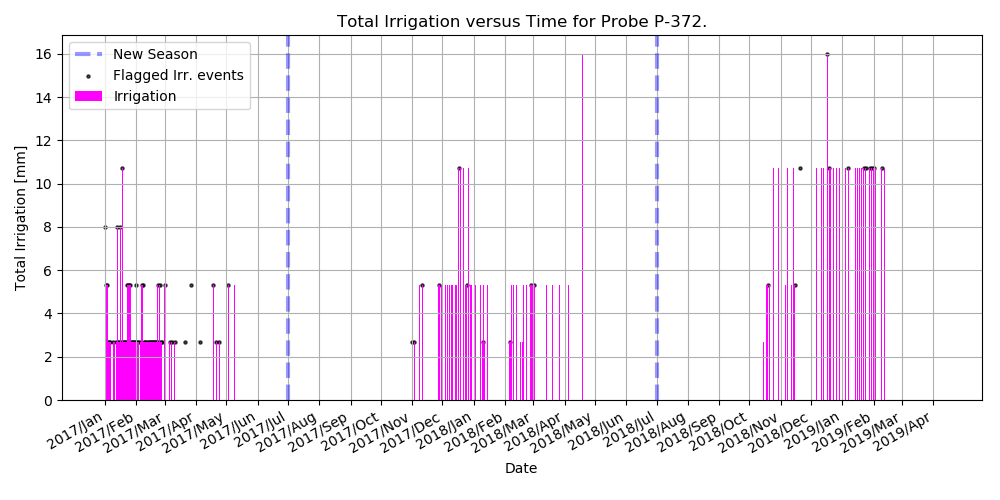 Total Irrigation versus Time for Probe P-372.
New Season
Flagged Irr. events
Irrigation
Total Irrigation [mm]
16
14
12
10
8
6
4
2
0
2017/Jan
2017/Feb
2017/Mar
2017/Apr
2017/May
2017/Jun
2017/Jul
2017/Aug
2017/Sep
2017/Oct
2017/Nov
2017/Dec
2018/Jan
2018/Feb
2018/Mar
2018/Apr
2018/May
2018/Jun
2018/Jul
2018/Aug
2018/Sep
2018/Oct
2018/Nov
2018/Dec
2019/Jan
2019/Feb
2019/Mar
2019/Apr
Date